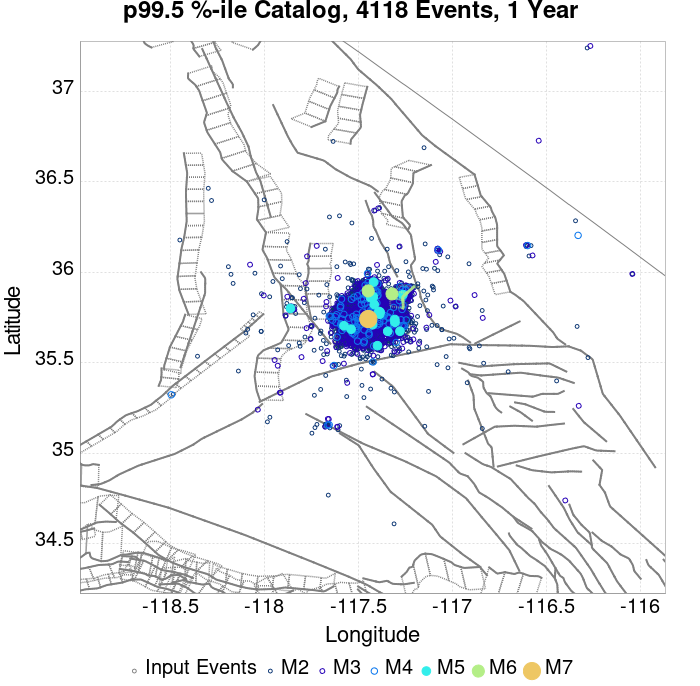 p99.5 %-ile Catalog, 4118 Events, 1 Year
37
36.5
36
35.5
35
34.5
Latitude
-118.5 -118 -117.5 -117 -116.5 -116
Longitude
Input Events M2 M3 M4 M5 M6 M7